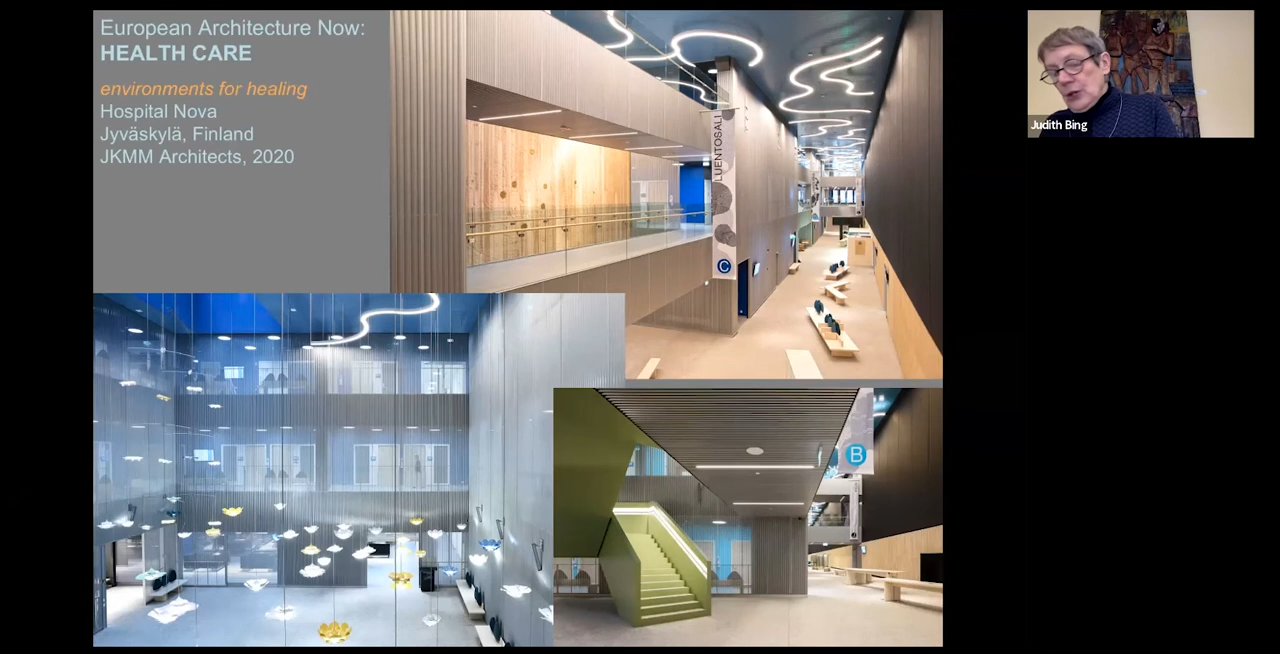 European Architecture Now:
HEALTH CARE
environments for healing
Hospital Nova
Jyväskylä, Finland
JKMM Architects, 2020
LUENTOSALI
C
B
Judith Bing